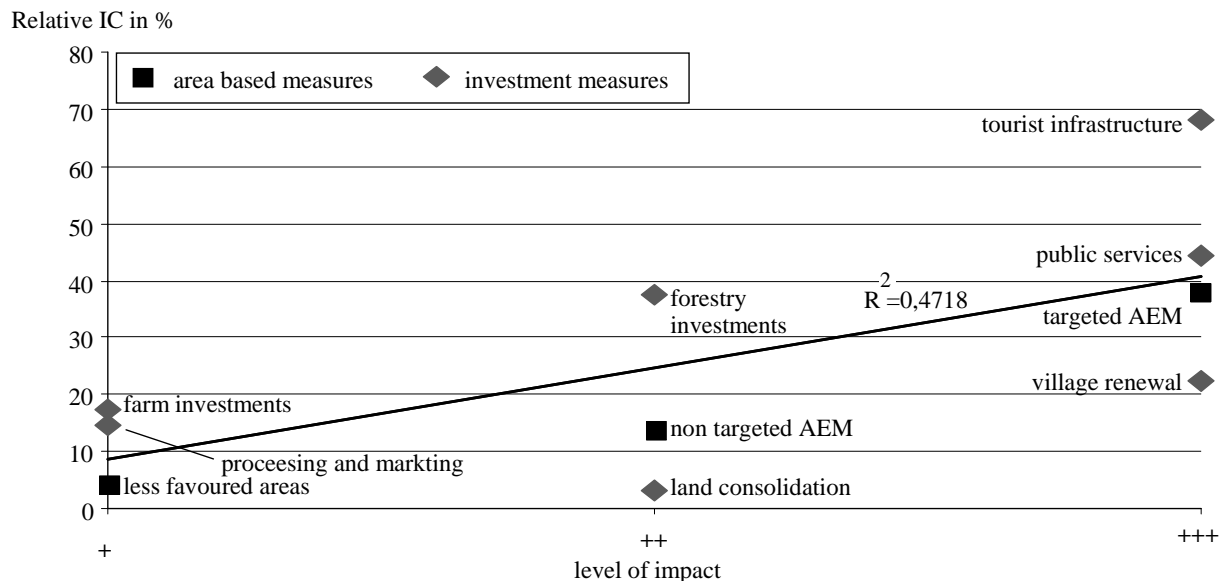 Relative IC in %
80
area based measures
investment measures
70
tourist infrastructure
60
50
public services
40
2
R =0,4718
forestry
investments
targeted AEM
30
village renewal
20
farm investments
non targeted AEM
10
proceesing and markting
less favoured areas
land consolidation
0
+
++
+++
level of impact